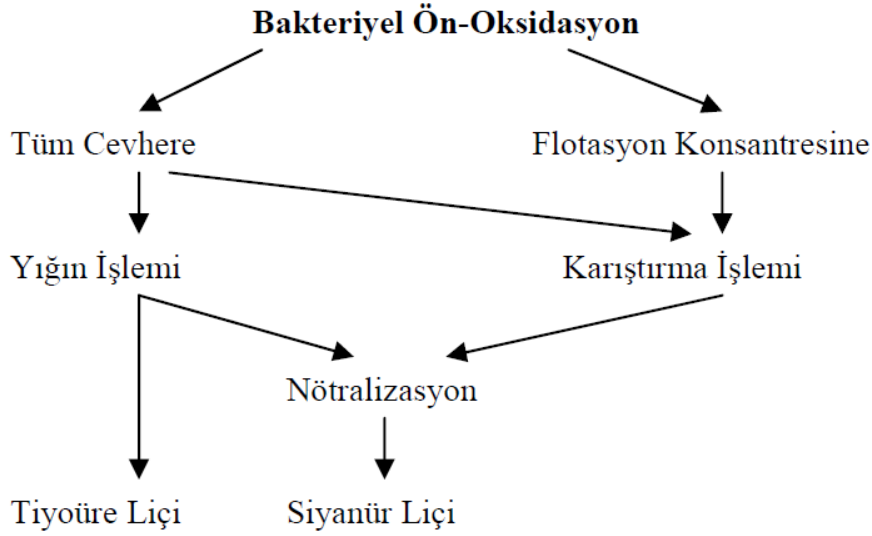 Bakteriyel Ön-Oksidasyon
Tüm Cevhere
Flotasyon Konsantresine
Yığın İşlemi
Karıştırma İşlemi
Nötralizasyon
Tiyoüre Liçi
Siyanür Liçi